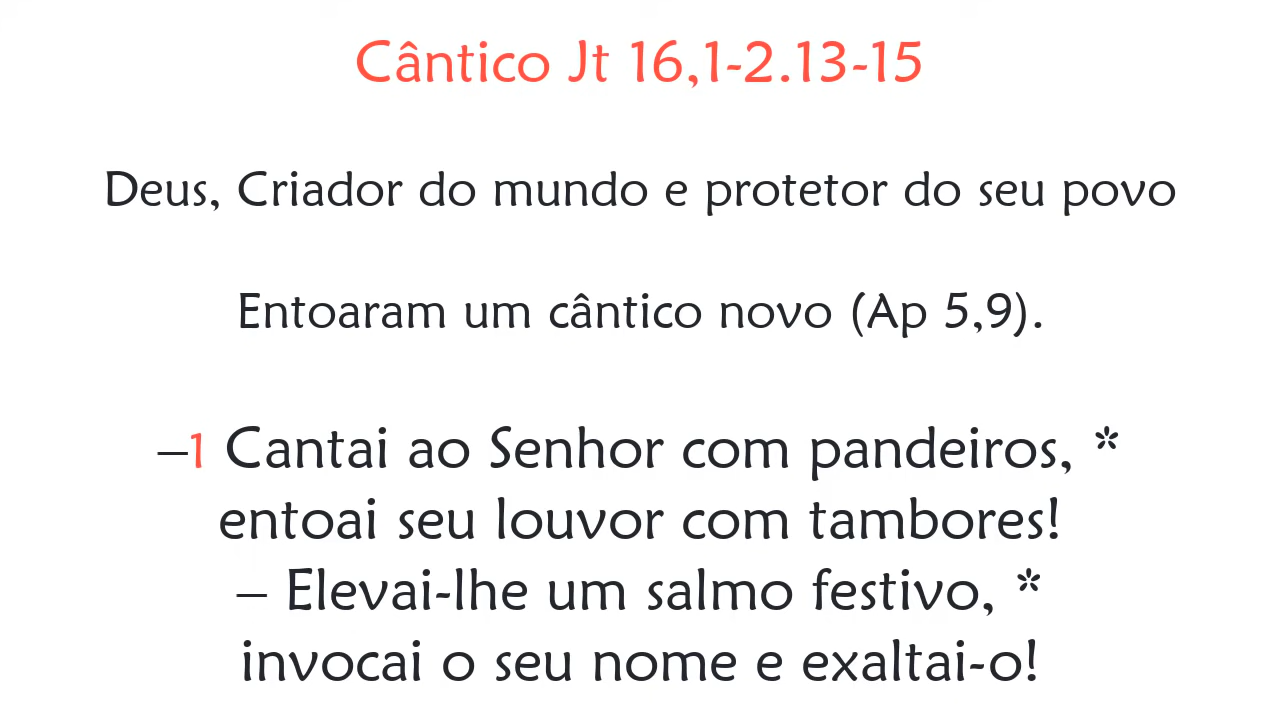 Cântico Jt 16,1-2.13-15
Deus, Criador do mundo e protetor do seu povo
Entoaram um cântico novo (Ap 5,9).
–1 Cantai ao Senhor com pandeiros, *
entoai seu louvor com tambores!
– Elevai-lhe um salmo festivo, *
invocai o seu nome e exaltai-o!